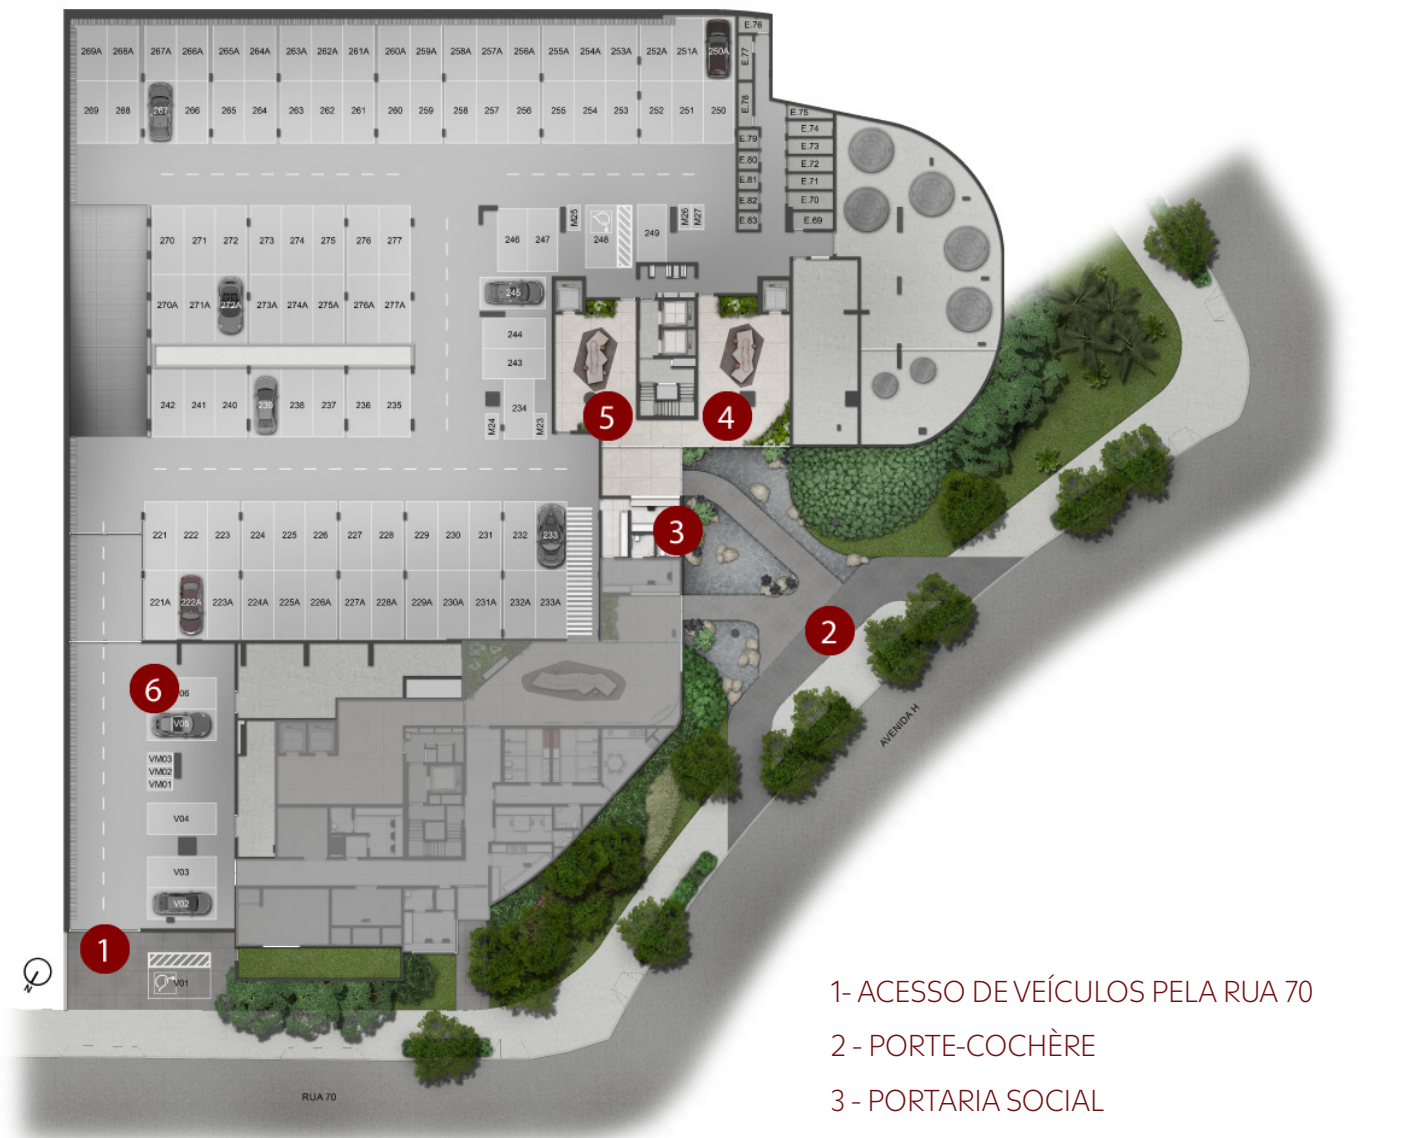 E.76
269A 268A 267A 266A 265A 264A 263A 262A 261A 260A 259A 258A 257A 256A 255A 254A 253A 252A 251A 250A
E.77
E.78
269 268 267 266 265 264 263 262 261 260 259 258 257 256 255 254 253 252 251 250
E.75
E.74
E.79 E.73
E.80 E.72
E.81 E.71
E.82 E.70
E.83 E.69
M25 M26 M27
270 271 272 273 274 275 276 277 246 247 248 249
270A 271A 272A 273A 274A 275A 276A 277A 245
244
243
242 241 240 239 238 237 236 235 234
M24 M23
5 4
3
221 222 223 224 225 226 227 228 229 230 231 232 233
221A 222A 223A 224A 225A 226A 227A 228A 229A 230A 231A 232A 233A
2
6
V05
AVENIDA H
VM03
VM02
VM01
V04
V03
V02
1
V01
N
RUA 70
1- ACESSO DE VEÍCULOS PELA RUA 70
2 - PORTE-COCHÈRE
3 - PORTARIA SOCIAL